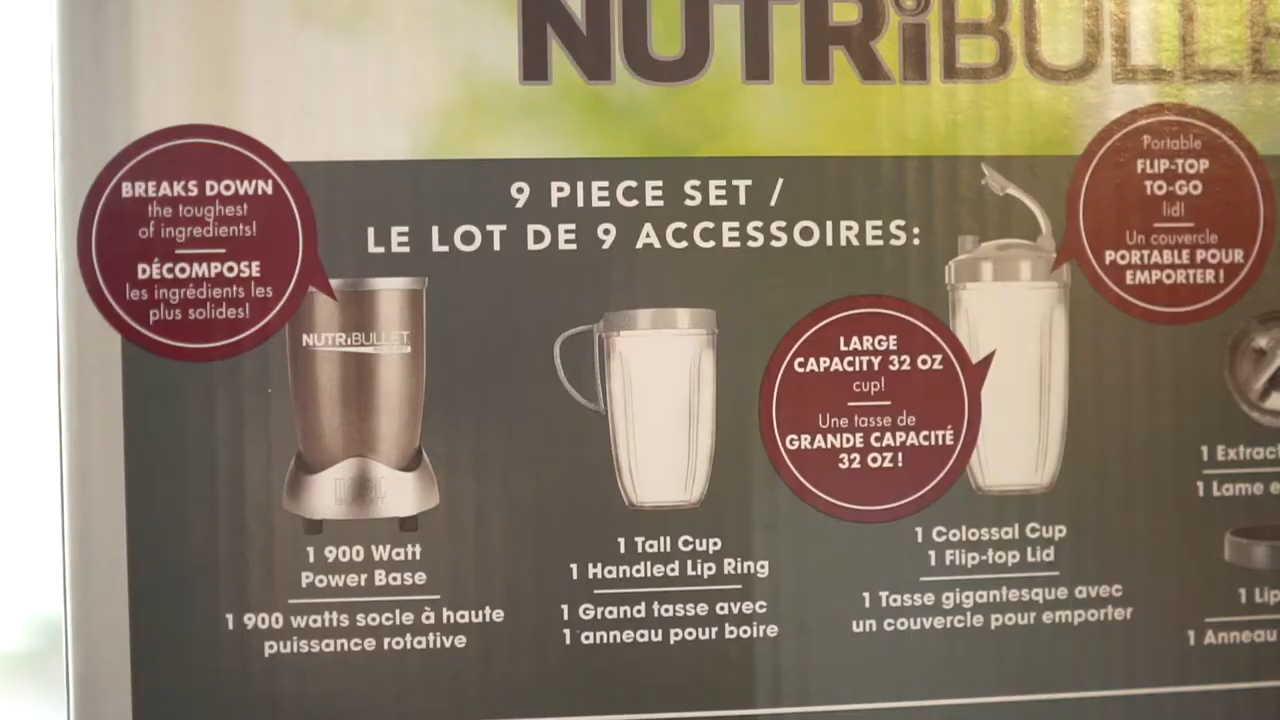 NUTRiBULLE
BREAKS DOWN
the toughest
of ingredients!
DÉCOMPOSE
les ingrédients les
plus solides!
9 PIECE SET /
LE LOT DE 9 ACCESSOIRES:
Portable
FLIP-TOP
TO-GO
lid!
Un couvercle
PORTABLE POUR
EMPORTER!
NUTRiBULLET
LARGE
CAPACITY 32 OZ
cup!
Une tasse de
GRANDE CAPACITÉ
32 OZ!
1 900 Watt
Power Base
1 900 watts socle à haute
puissance rotative
1 Tall Cup
1 Handled Lip Ring
1 Grand tasse avec
1 anneau pour boire
1 Colossal Cup
1 Flip-top Lid
1 Tasse gigantesque avec
un couvercle pour emporter
1 Extract
1 Lame e
1 Lip
1 Anneau